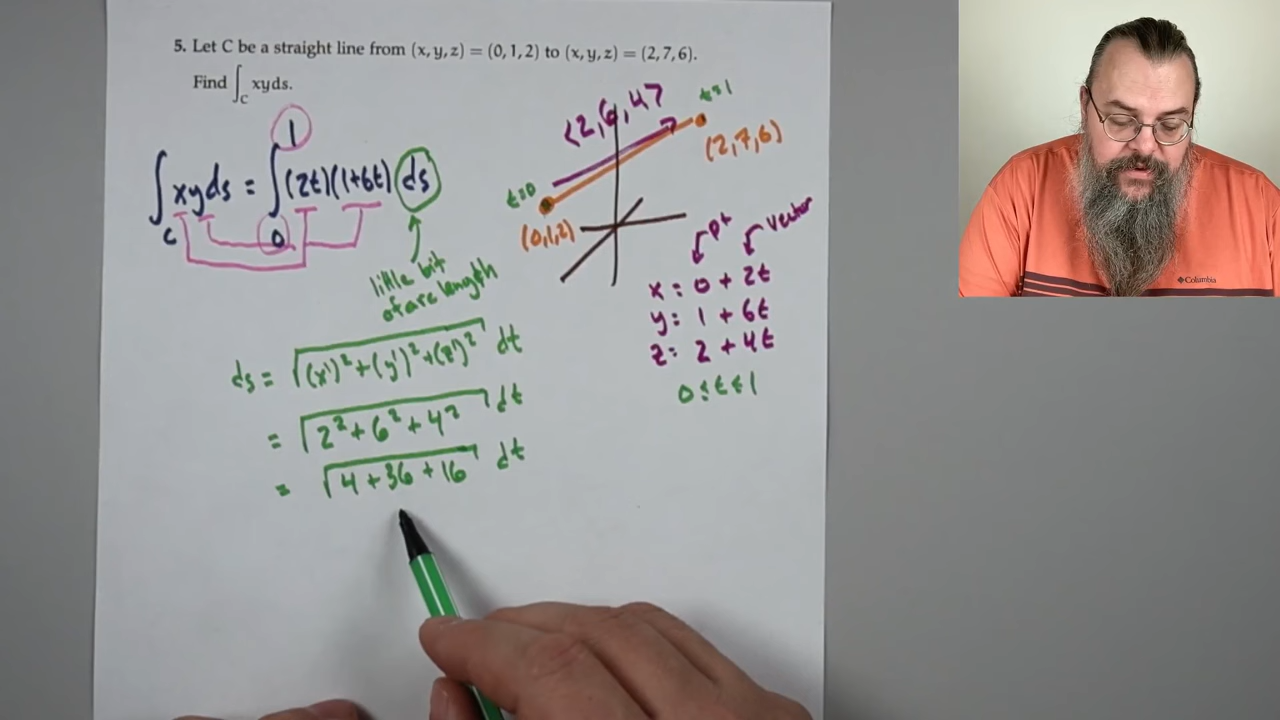 5. Let C be a straight line from (x,y,z) = (0,1,2) to (x,y,z) = (2,7,6).
Find ∫_C xyds.
∫_C xyds = ∫_0^1 (2t)(1+6t) ds
little bit
of arc length
ds = √((x')²+(y')²+(z')²) dt
= √(2²+6²+4²) dt
= √(4+36+16) dt
<2,6,4>
t=1
(2,7,6)
t=0
(0,1,2)
pt
vector
x: 0 + 2t
y: 1 + 6t
z: 2 + 4t
0≤t≤1
Columbia